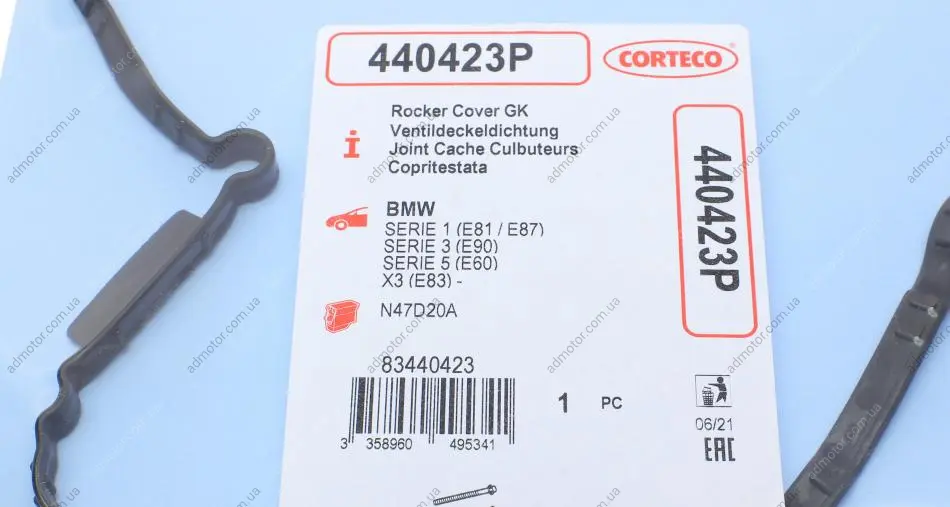 440423P
CORTECO
Rocker Cover GK
Ventildeckeldichtung
Joint Cache Culbuteurs
Copritestata
440423P
BMW
SERIE 1 (E81 / E87)
SERIE 3 (E90)
SERIE 5 (E60)
X3 (E83) -
N47D20A
83440423
3 358960 495341
1 PC
06/21
EAC
admotor.com.ua